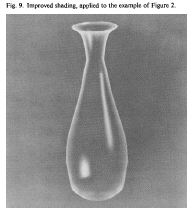 Fig. 9. Improved shading, applied to the example of Figure 2.